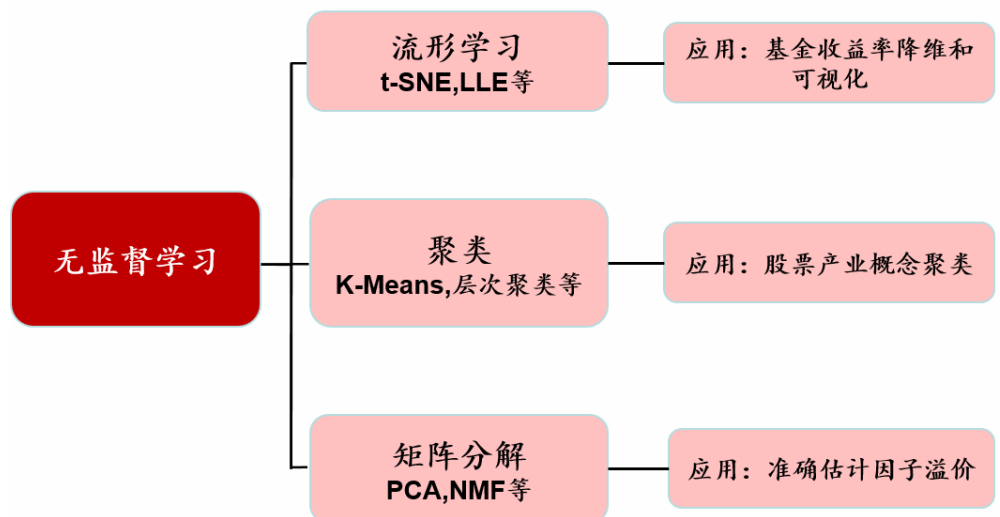 流形学习
t-SNE,LLE等
应用：基金收益率降维和
可视化
无监督学习
聚类
K-Means,层次聚类等
应用：股票产业概念聚类
矩阵分解
PCA,NMF等
应用：准确估计因子溢价